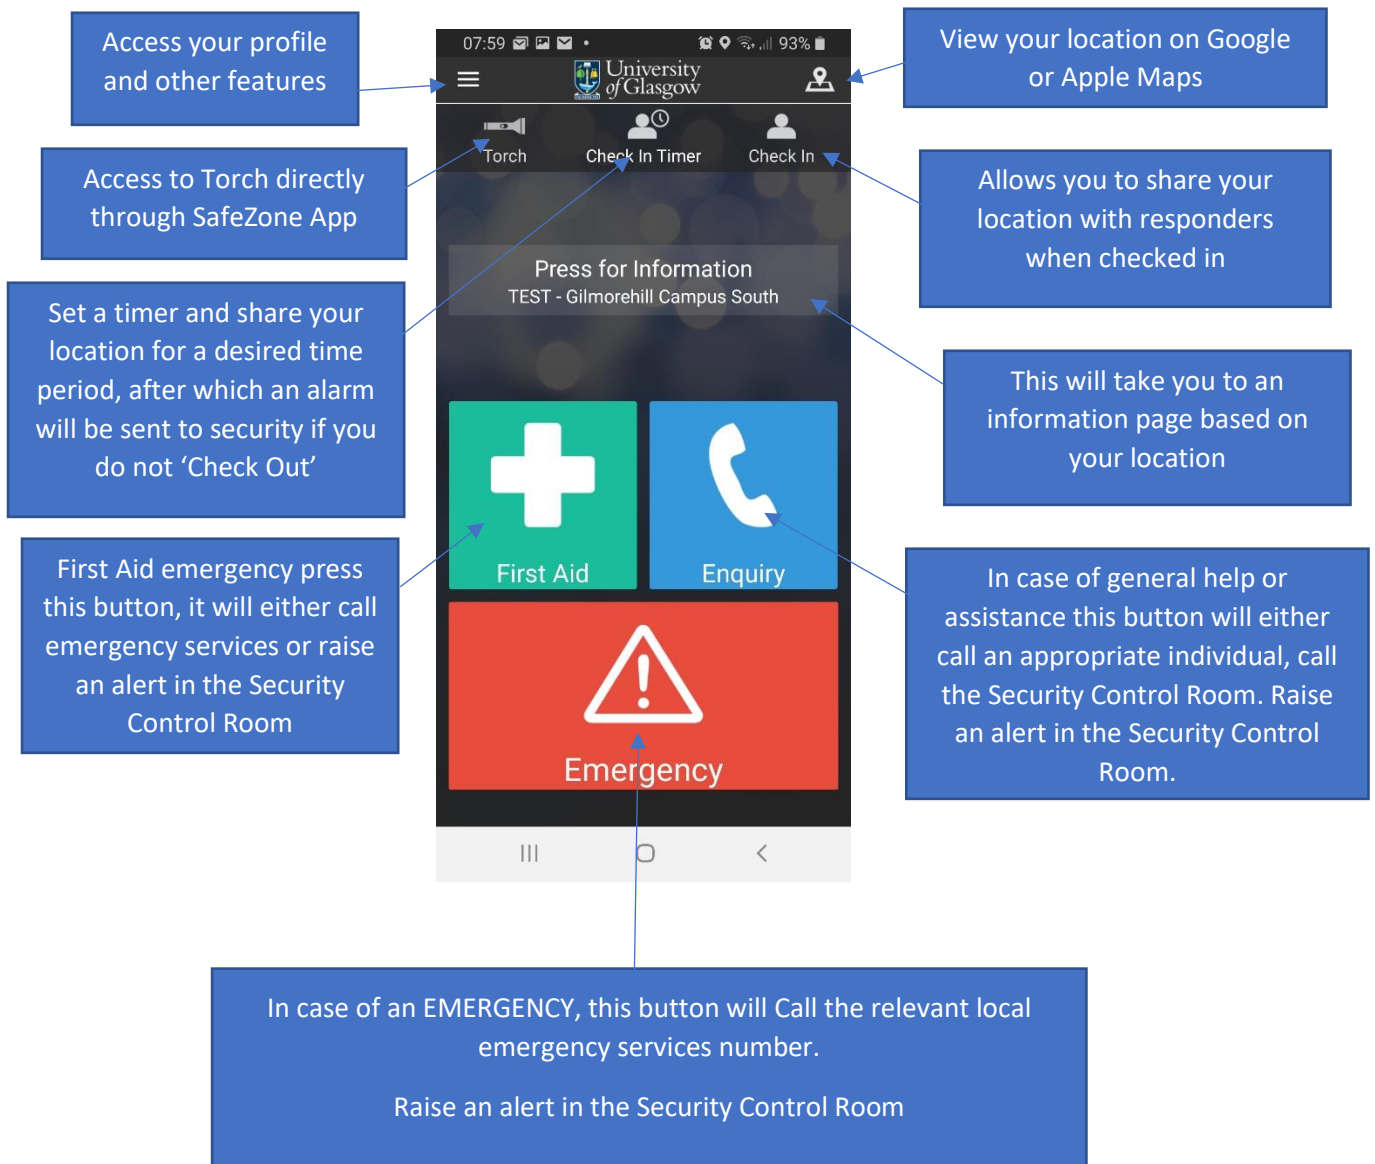 Access your profile
and other features
Access to Torch directly
through SafeZone App
Set a timer and share your
location for a desired time
period, after which an alarm
will be sent to security if you
do not ‘Check Out’
First Aid emergency press
this button, it will either call
emergency services or raise
an alert in the Security
Control Room
07:59
93%
University
of Glasgow
Torch
Check In Timer
Check In
Press for Information
TEST - Gilmorehill Campus South
First Aid
Enquiry
Emergency
View your location on Google
or Apple Maps
Allows you to share your
location with responders
when checked in
This will take you to an
information page based on
your location
In case of general help or
assistance this button will either
call an appropriate individual, call
the Security Control Room. Raise
an alert in the Security Control
Room.
In case of an EMERGENCY, this button will Call the relevant local
emergency services number.
Raise an alert in the Security Control Room